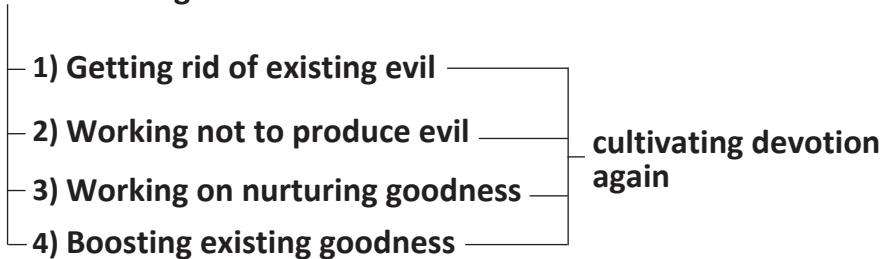 1) Getting rid of existing evil
2) Working not to produce evil
3) Working on nurturing goodness
4) Boosting existing goodness
cultivating devotion
again